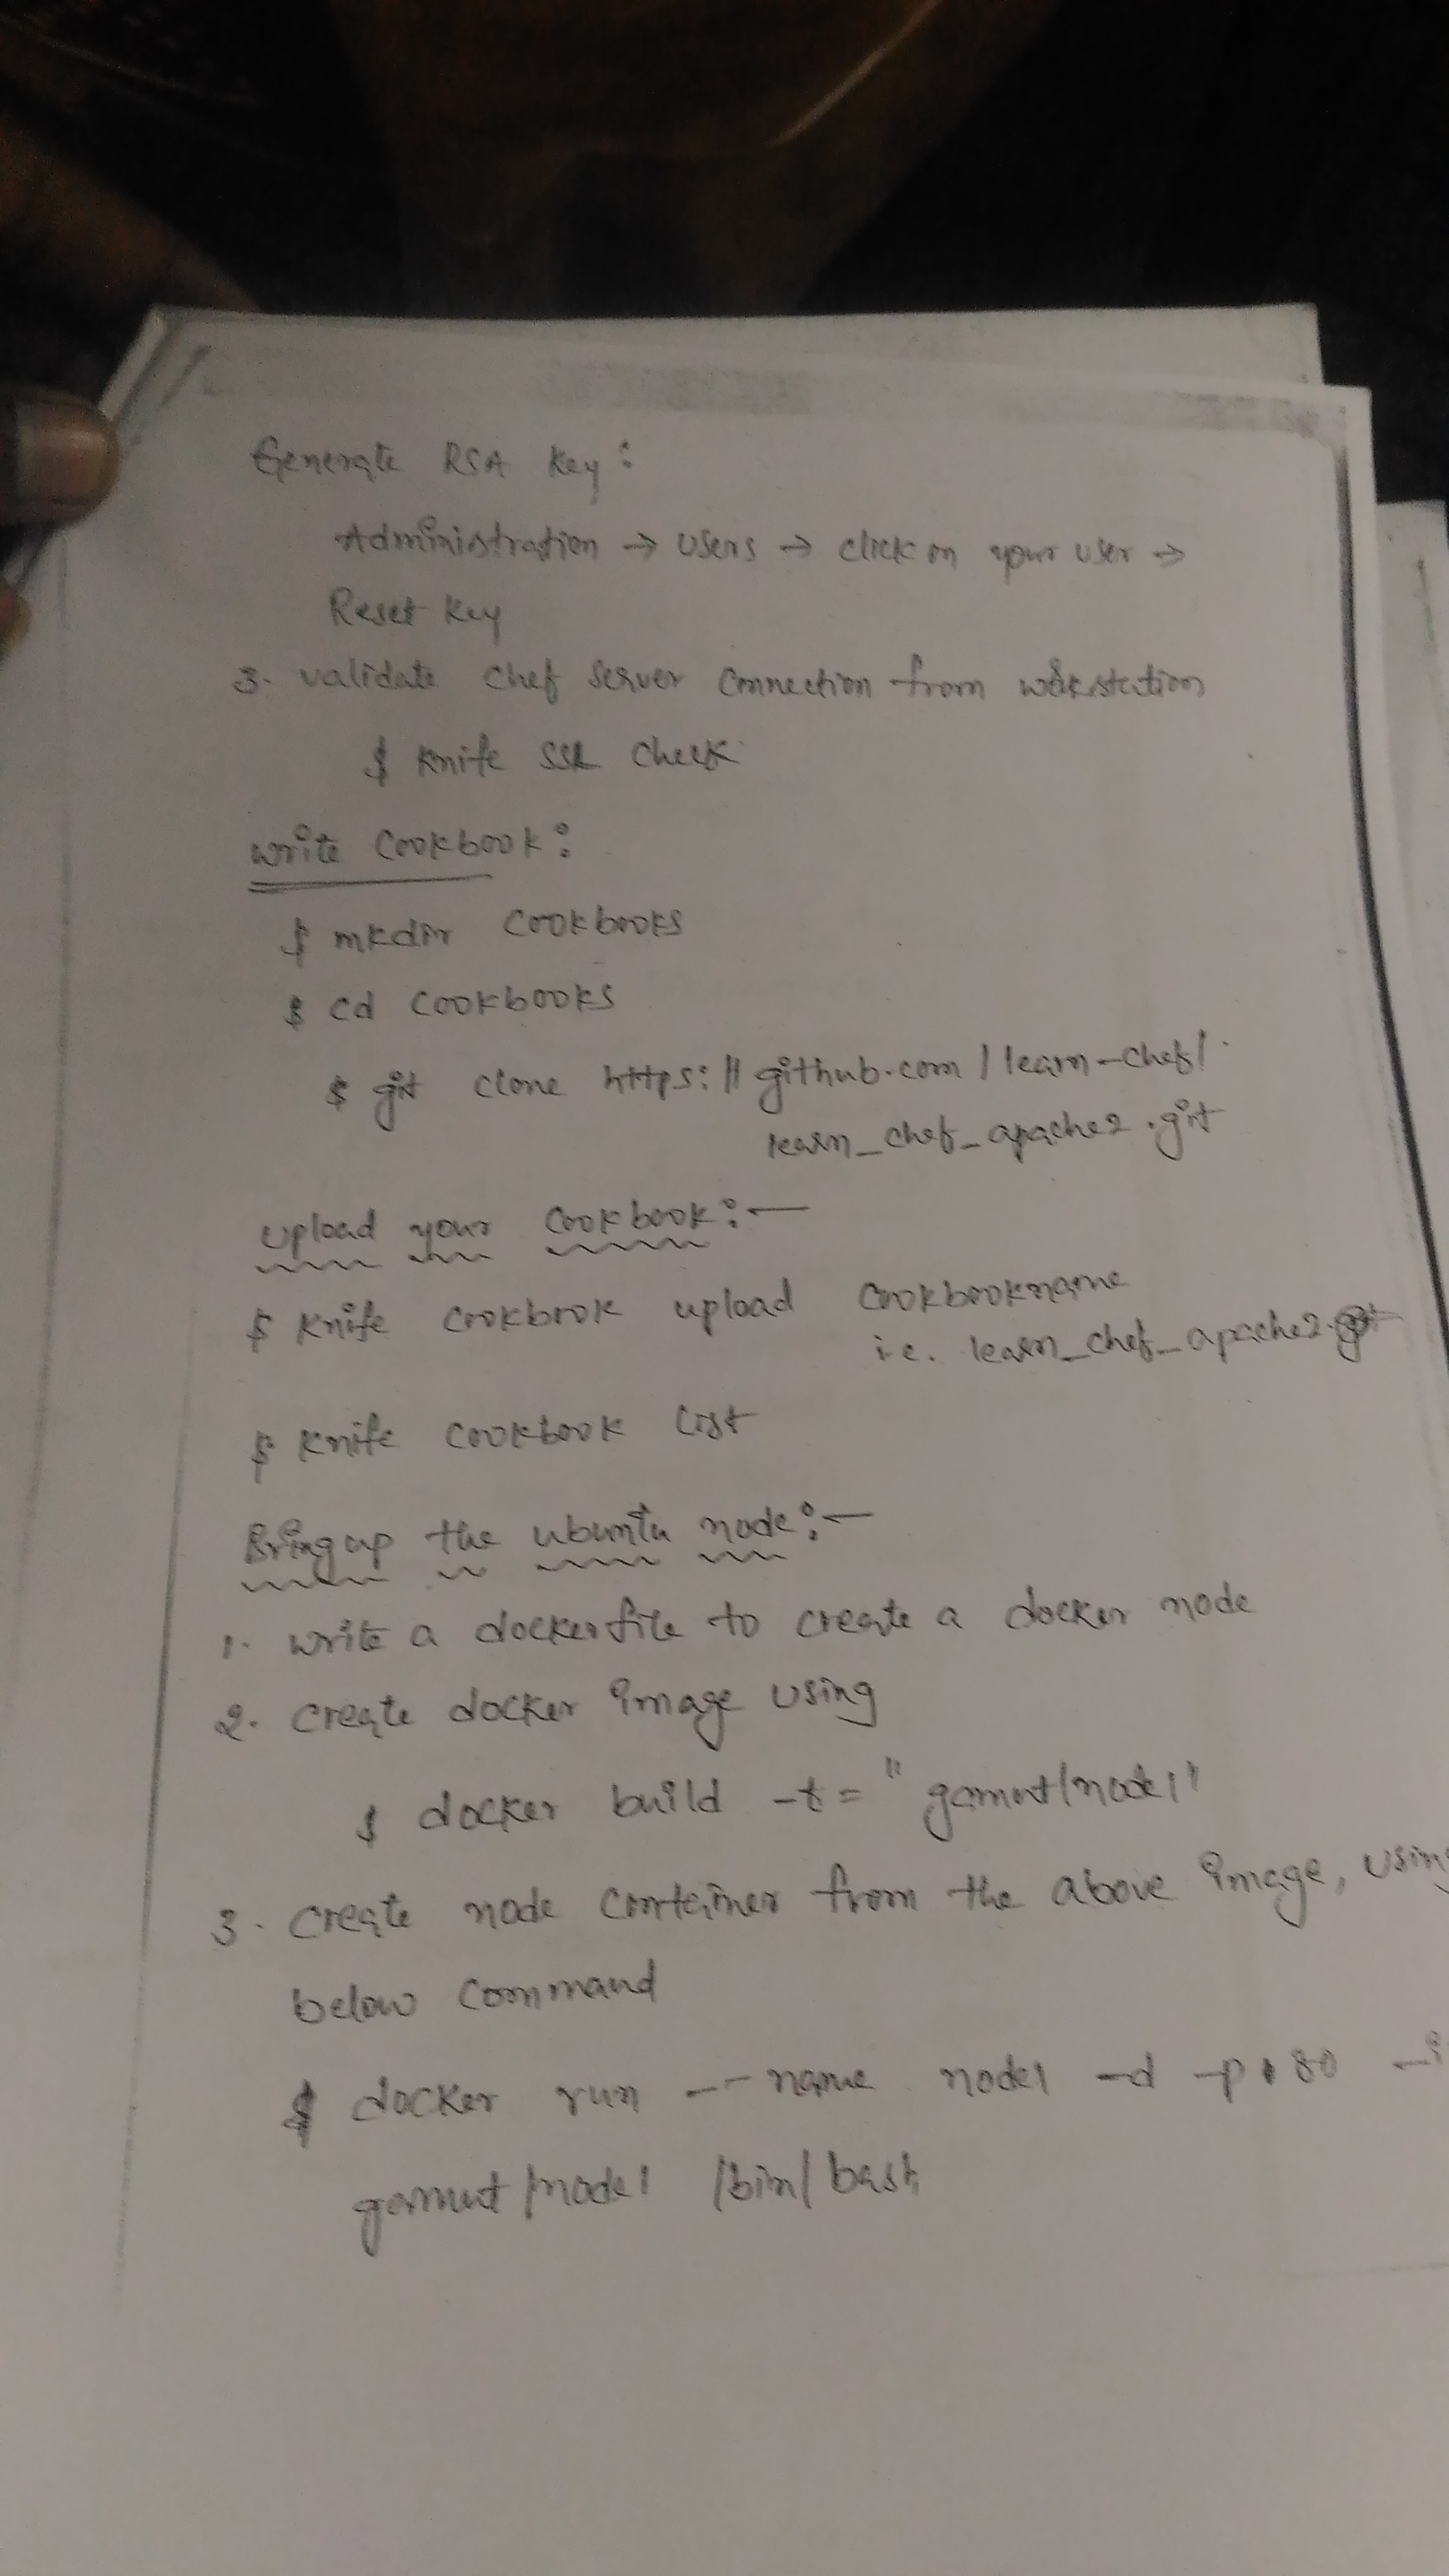 Generate RSA Key:
Administration → Users → click on your user →
Reset Key
3. validate chef server connection from workstation
$ knife SSL check
write cookbook:
$ mkdir cookbooks
$ cd cookbooks
$ git clone https://github.com/learn-chef/
learn_chef_apache2.git
upload your cookbook:-
$ knife cookbook upload cookbookname
i.e. learn_chef_apache2
$ knife cookbook list
Bring up the ubuntu node:-
1. write a dockerfile to create a docker node
2. create docker image using
$ docker build -t = "gamut/node1"
3. create node container from the above image, using
below command
$ docker run --name node1 -d -p 80 -i
gamut/node1 /bin/bash